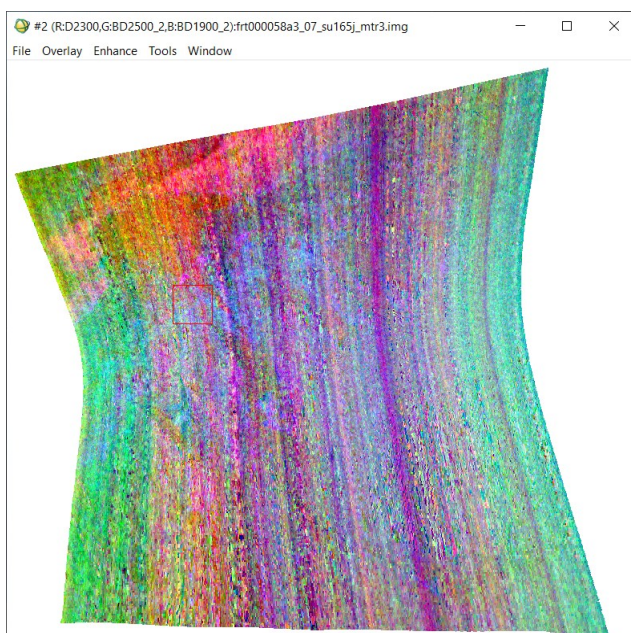 #2 (R:D2300,G:BD2500_2,B:BD1900_2):frt000058a3_07_su165j_mtr3.img
File Overlay Enhance Tools Window